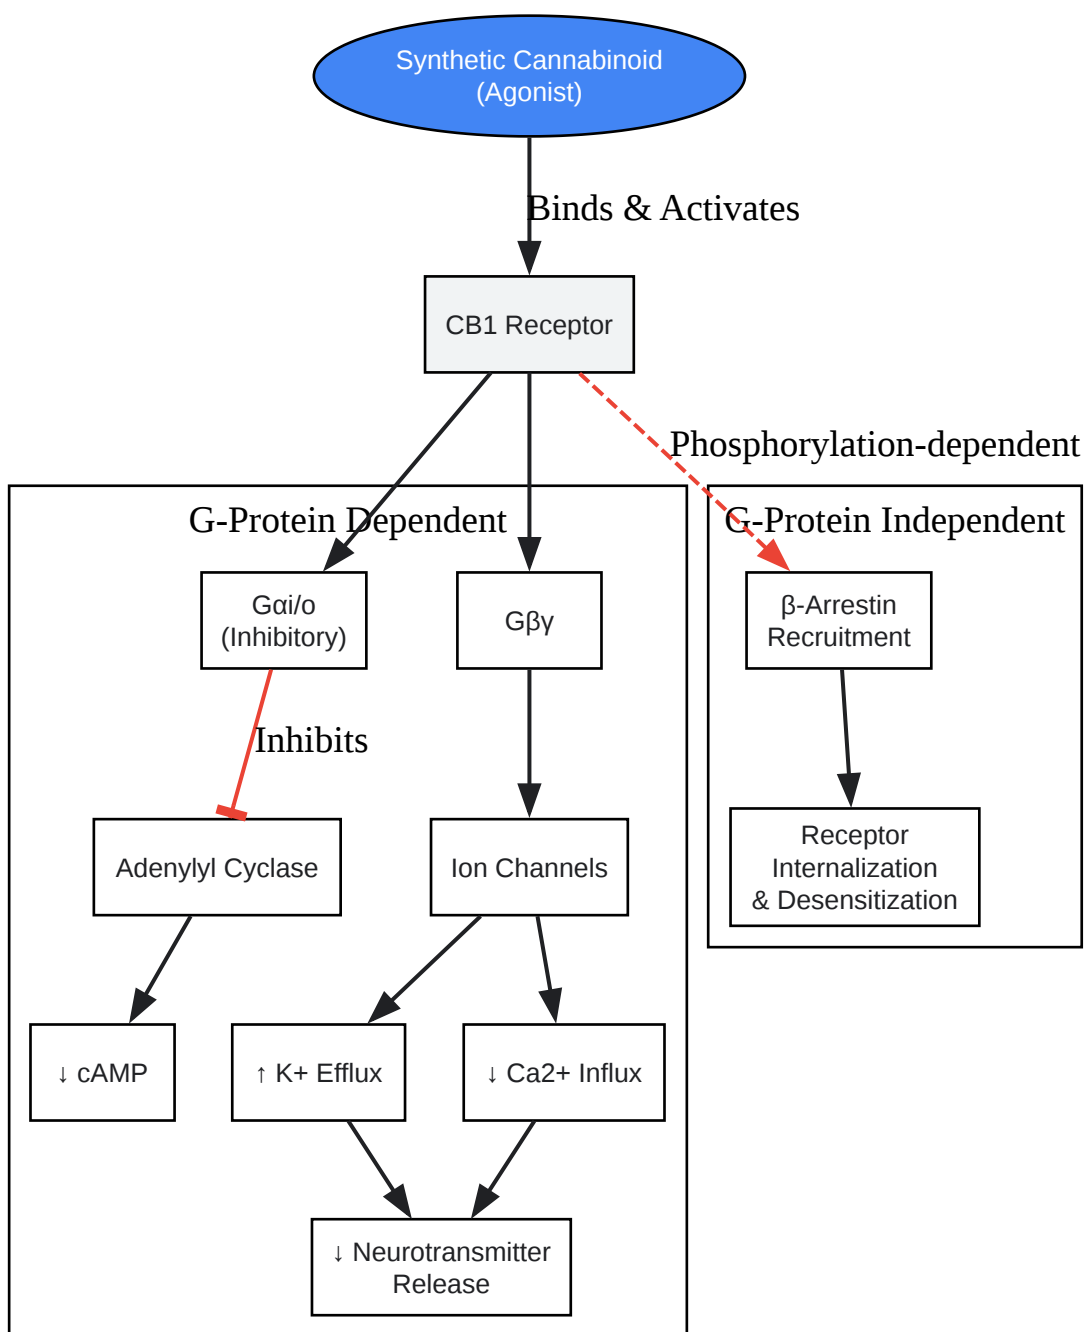 Synthetic Cannabinoid
(Agonist)
Binds & Activates
CB1 Receptor
Phosphorylation-dependent
G-Protein Dependent
G-Protein Independent
Gαi/o
(Inhibitory)
Gβγ
β-Arrestin
Recruitment
Inhibits
Adenylyl Cyclase
Ion Channels
Receptor
Internalization
& Desensitization
↓ cAMP
↑ K+ Efflux
↓ Ca2+ Influx
↓ Neurotransmitter
Release